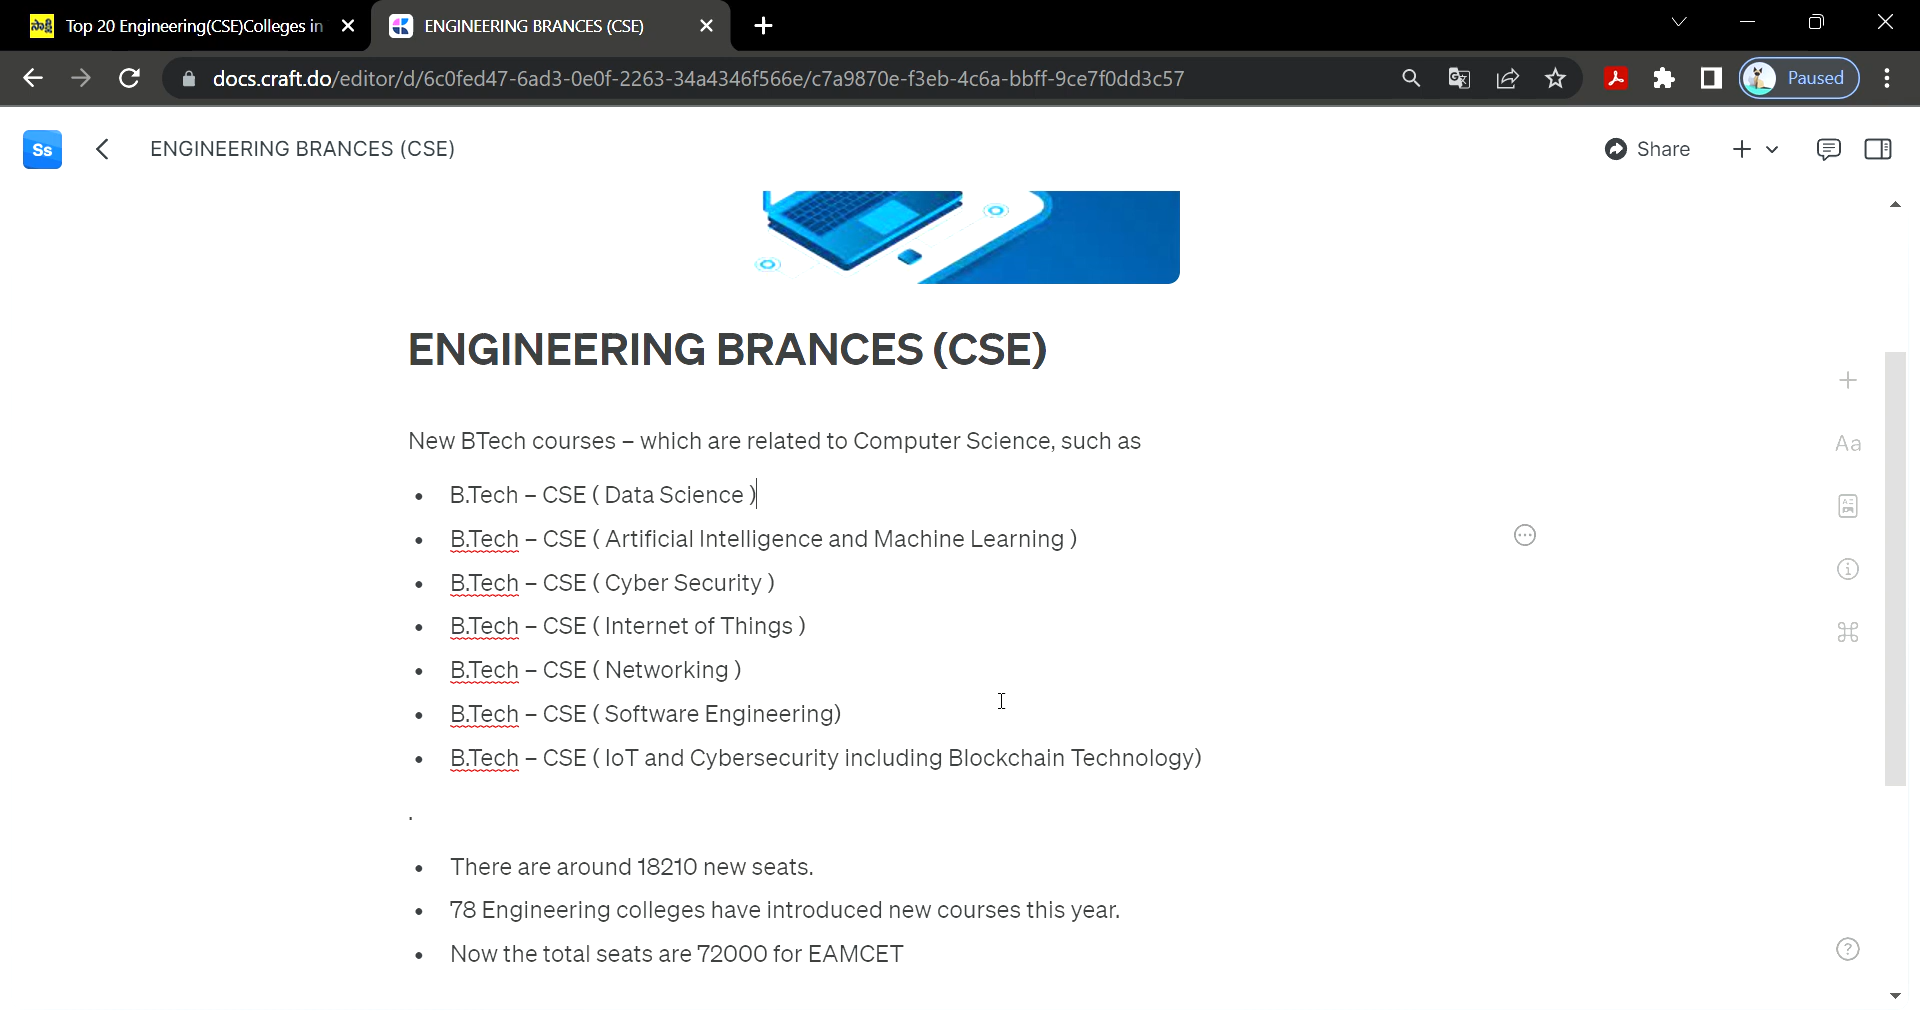 సాక్షి Top 20 Engineering(CSE)Colleges in
ENGINEERING BRANCES (CSE)
docs.craft.do/editor/d/6c0fed47-6ad3-0e0f-2263-34a4346f566e/c7a9870e-f3eb-4c6a-bbff-9ce7f0dd3c57
Paused
Ss
ENGINEERING BRANCES (CSE)
Share
ENGINEERING BRANCES (CSE)
New BTech courses – which are related to Computer Science, such as
• B.Tech – CSE ( Data Science )
• B.Tech – CSE ( Artificial Intelligence and Machine Learning )
• B.Tech – CSE ( Cyber Security )
• B.Tech – CSE ( Internet of Things )
• B.Tech – CSE ( Networking )
• B.Tech – CSE ( Software Engineering)
• B.Tech – CSE ( IoT and Cybersecurity including Blockchain Technology)
.
• There are around 18210 new seats.
• 78 Engineering colleges have introduced new courses this year.
• Now the total seats are 72000 for EAMCET
Aa